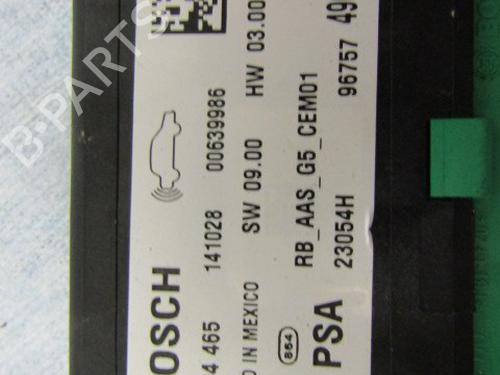 OSCH
4 465 141028 00639986
IN MEXICO SW 09.00 HW 03.00
RB_AAS_G5_CEM01
PSA 23054H 96757 49
864
B-PARTS